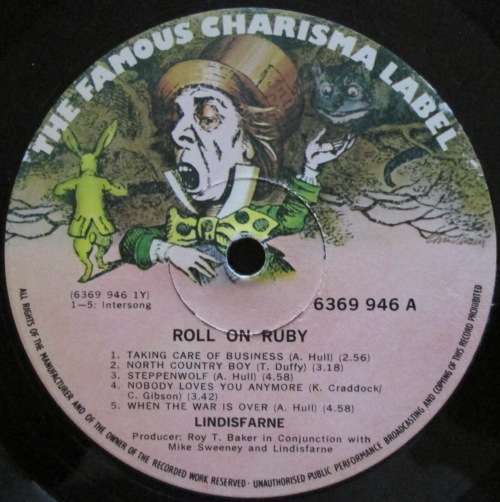 THE FAMOUS CHARISMA LABEL
(6369 946 1Y)
1–5: Intersong
6369 946 A
ROLL ON RUBY
1. TAKING CARE OF BUSINESS (A. Hull) (2.56)
2. NORTH COUNTRY BOY (T. Duffy) (3.18)
3. STEPPENWOLF (A. Hull) (4.58)
4. NOBODY LOVES YOU ANYMORE (K. Craddock/
C. Gibson) (3.42)
5. WHEN THE WAR IS OVER (A. Hull) (4.58)
LINDISFARNE
Producer: Roy T. Baker in Conjunction with
Mike Sweeney and Lindisfarne
ALL RIGHTS OF THE MANUFACTURER AND OF THE OWNER OF THE RECORDED WORK RESERVED - UNAUTHORISED PUBLIC PERFORMANCE BROADCASTING AND COPYING OF THIS RECORD PROHIBITED